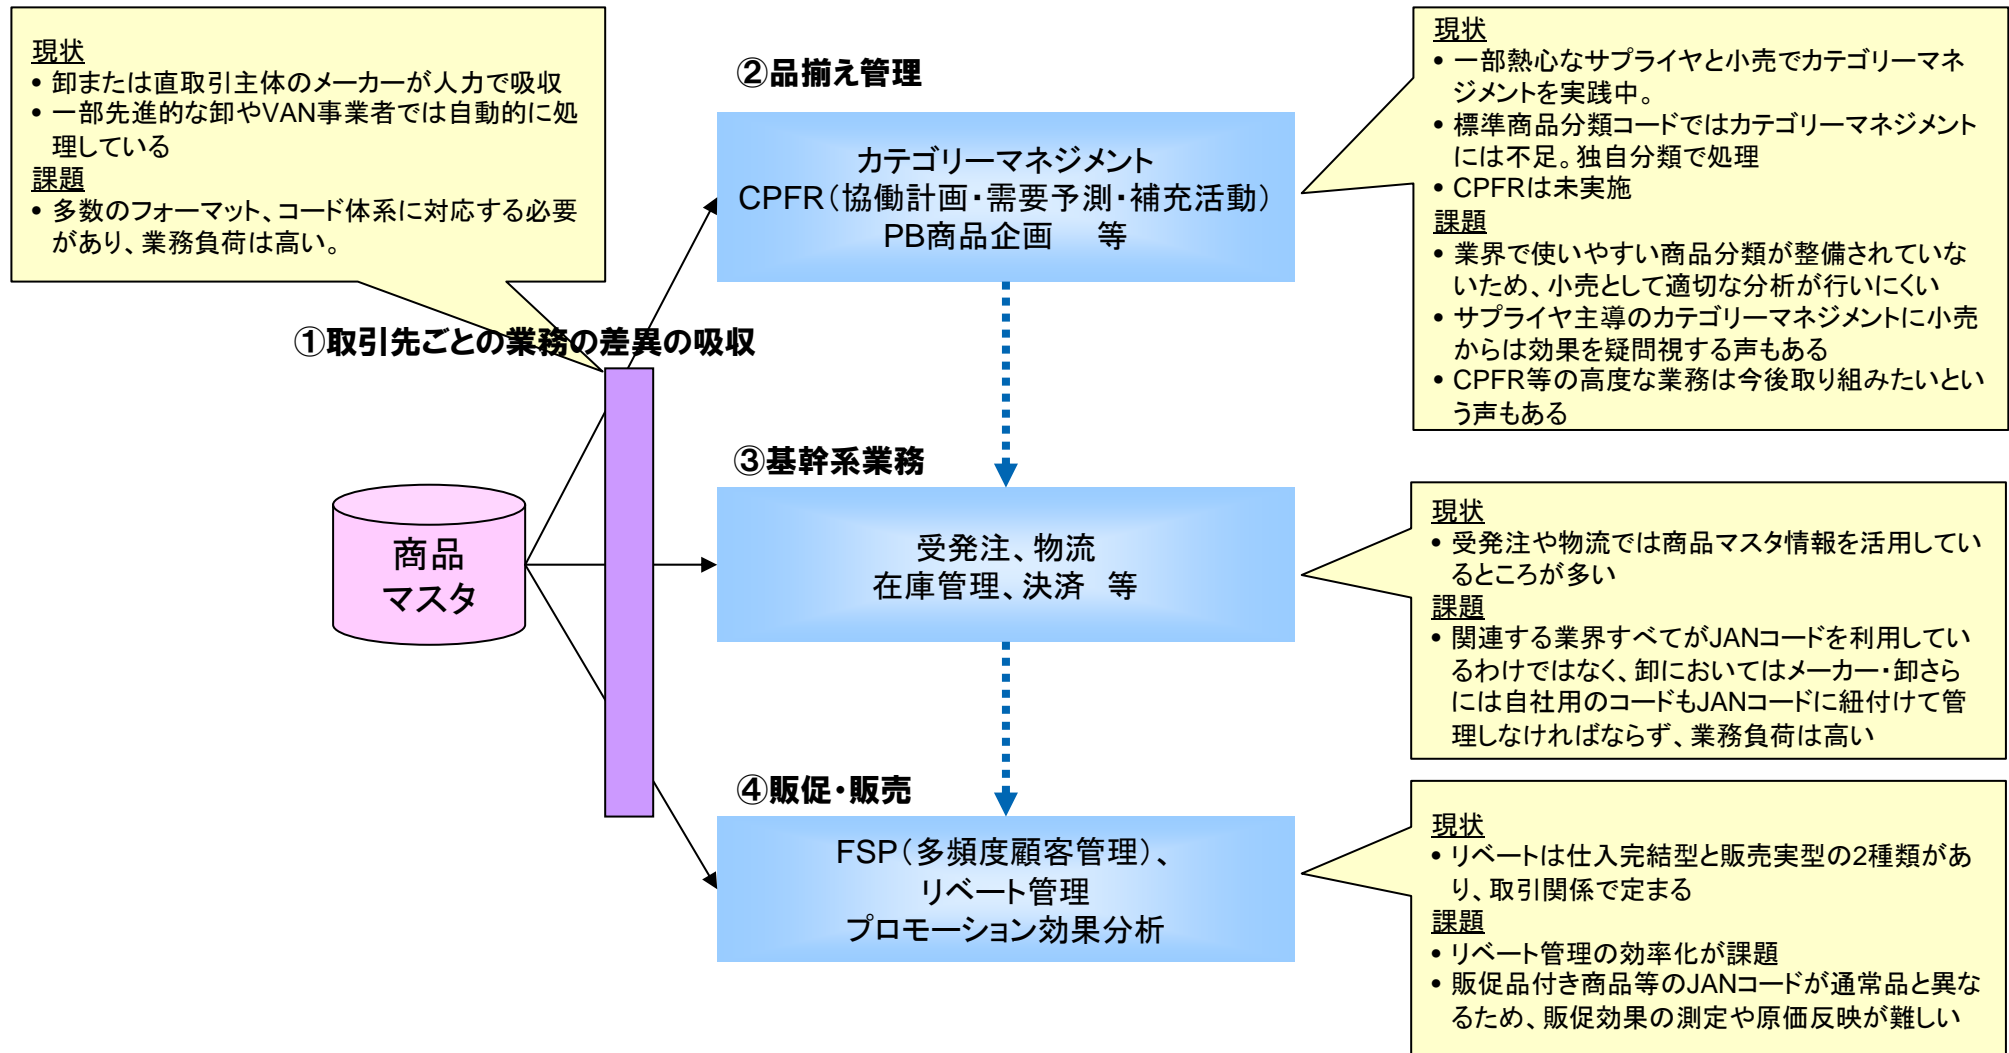 現状
• 卸または直取引主体のメーカーが人力で吸収
• 一部先進的な卸やVAN事業者では自動的に処
理している
課題
• 多数のフォーマット、コード体系に対応する必要
があり、業務負荷は高い。
①取引先ごとの業務の差異の吸収
商品
マスタ
②品揃え管理
カテゴリーマネジメント
CPFR（協働計画・需要予測・補充活動）
PB商品企画　等
現状
• 一部熱心なサプライヤと小売でカテゴリーマネ
ジメントを実践中。
• 標準商品分類コードではカテゴリーマネジメント
には不足。独自分類で処理
• CPFRは未実施
課題
• 業界で使いやすい商品分類が整備されていな
いため、小売として適切な分析が行いにくい
• サプライヤ主導のカテゴリーマネジメントに小売
からは効果を疑問視する声もある
• CPFR等の高度な業務は今後取り組みたいとい
う声もある
③基幹系業務
受発注、物流
在庫管理、決済　等
現状
• 受発注や物流では商品マスタ情報を活用してい
るところが多い
課題
• 関連する業界すべてがJANコードを利用してい
るわけではなく、卸においてはメーカー・卸さら
には自社用のコードもJANコードに紐付けて管
理しなければならず、業務負荷は高い
④販促・販売
FSP（多頻度顧客管理）、
リベート管理
プロモーション効果分析
現状
• リベートは仕入完結型と販売実型の2種類があ
り、取引関係で定まる
課題
• リベート管理の効率化が課題
• 販促品付き商品等のJANコードが通常品と異な
るため、販促効果の測定や原価反映が難しい